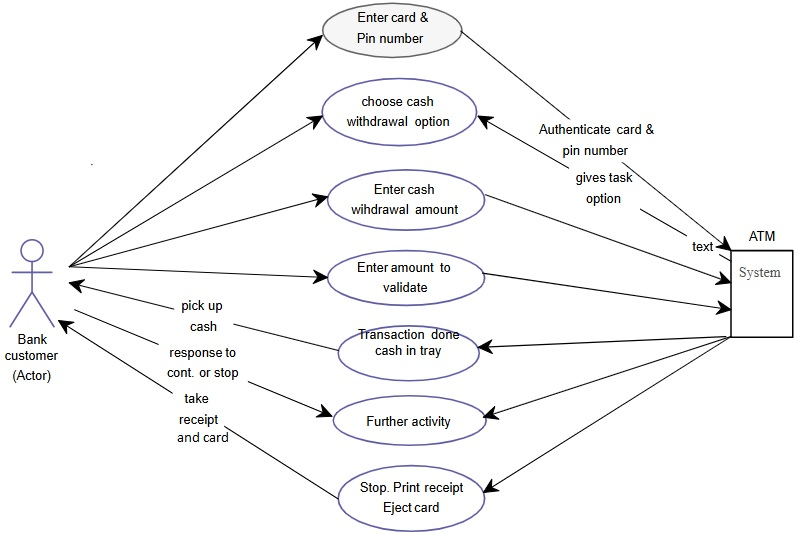 Enter card &
Pin number
choose cash
withdrawal option
Authenticate card &
pin number
gives task
option
Enter cash
wihdrawal amount
text
ATM
System
Enter amount to
validate
pick up
cash
Transaction done
cash in tray
Bank
customer
(Actor)
response to
cont. or stop
take
receipt
and card
Further activity
Stop. Print receipt
Eject card